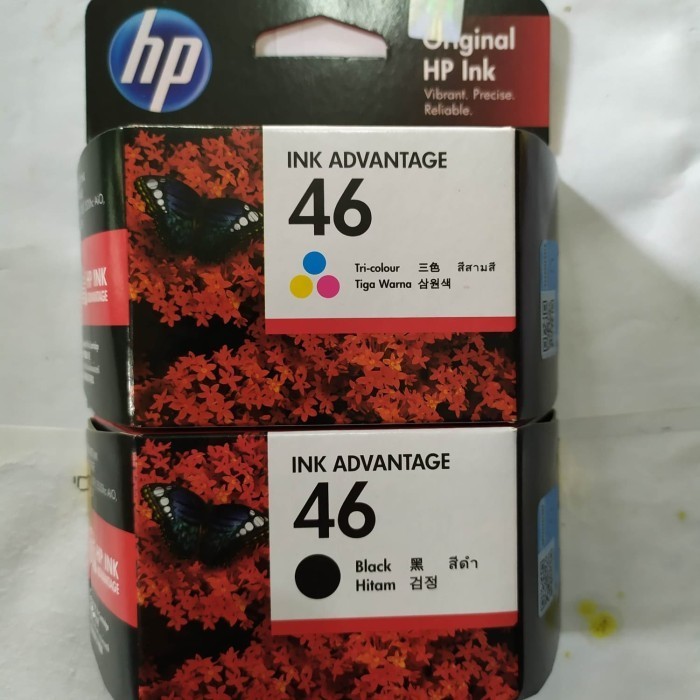 hp
Original
HP Ink
Vibrant. Precise.
Reliable.
INK ADVANTAGE
46
Tri-colour 三色 สีสามสี
Tiga Warna 삼원색
HP INK
ADVANTAGE
INK ADVANTAGE
46
Black 黑 สีดำ
Hitam 검정
HP INK
ADVANTAGE